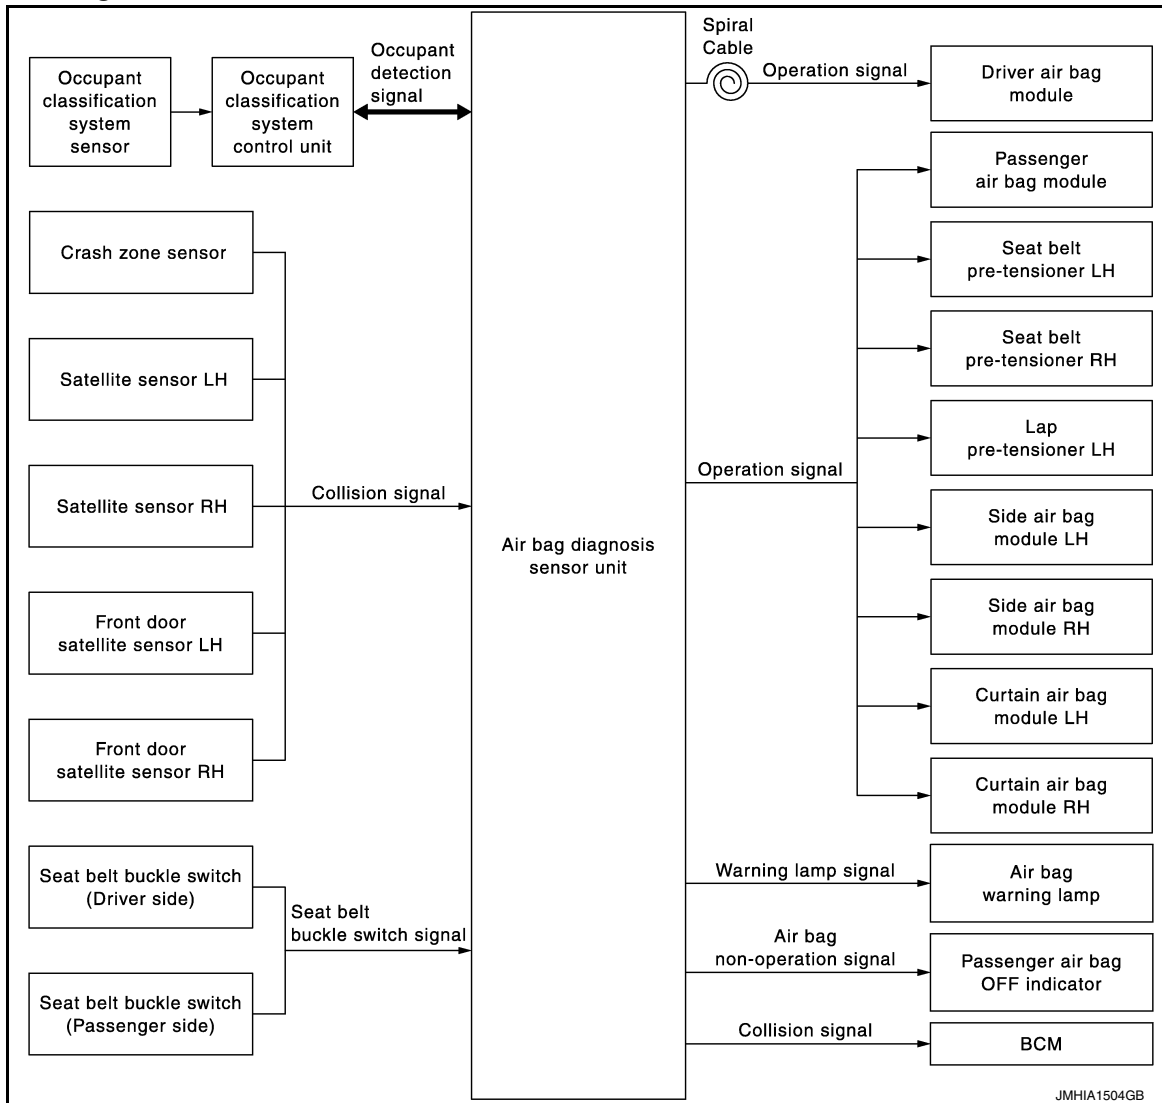 Occupant
classification
system
sensor
Occupant
classification
system
control unit
Occupant
detection
signal
Crash zone sensor
Satellite sensor LH
Satellite sensor RH
Front door
satellite sensor LH
Front door
satellite sensor RH
Collision signal
Seat belt buckle switch
(Driver side)
Seat belt buckle switch
(Passenger side)
Seat belt
buckle switch signal
Air bag diagnosis
sensor unit
Spiral
Cable
Operation signal
Driver air bag
module
Operation signal
Passenger
air bag module
Seat belt
pre-tensioner LH
Seat belt
pre-tensioner RH
Lap
pre-tensioner LH
Side air bag
module LH
Side air bag
module RH
Curtain air bag
module LH
Curtain air bag
module RH
Warning lamp signal
Air bag
warning lamp
Air bag
non-operation signal
Passenger air bag
OFF indicator
Collision signal
BCM
JMHIA1504GB